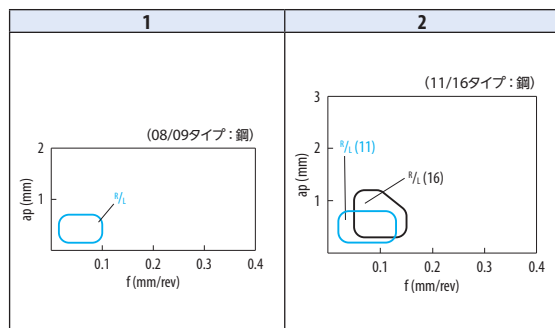 1
2
(08/09タイプ：鋼)
2
1
ap (mm)
R/L
0.1 0.2 0.3 0.4
f (mm/rev)
(11/16タイプ：鋼)
3
2
1
ap (mm)
R/L (11)
R/L (16)
0.1 0.2 0.3 0.4
f (mm/rev)